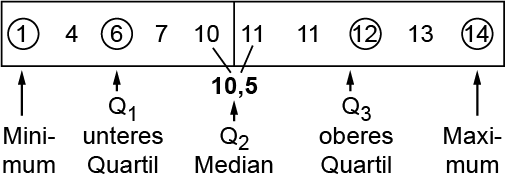 1 4 6 7 10 11 11 12 13 14
10,5
Q1 Q3
Mini- unteres Q2 oberes Maxi-
mum Quartil Median Quartil mum